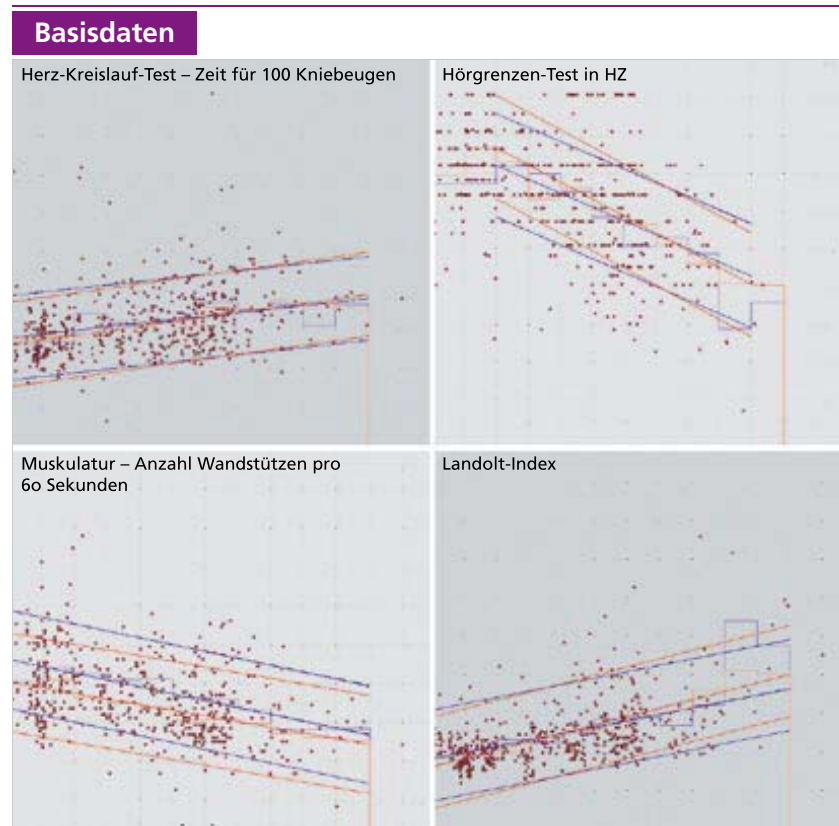 Basisdaten
Herz-Kreislauf-Test – Zeit für 100 Kniebeugen
Hörgrenzen-Test in HZ
Muskulatur – Anzahl Wandstützen pro
6o Sekunden
Landolt-Index